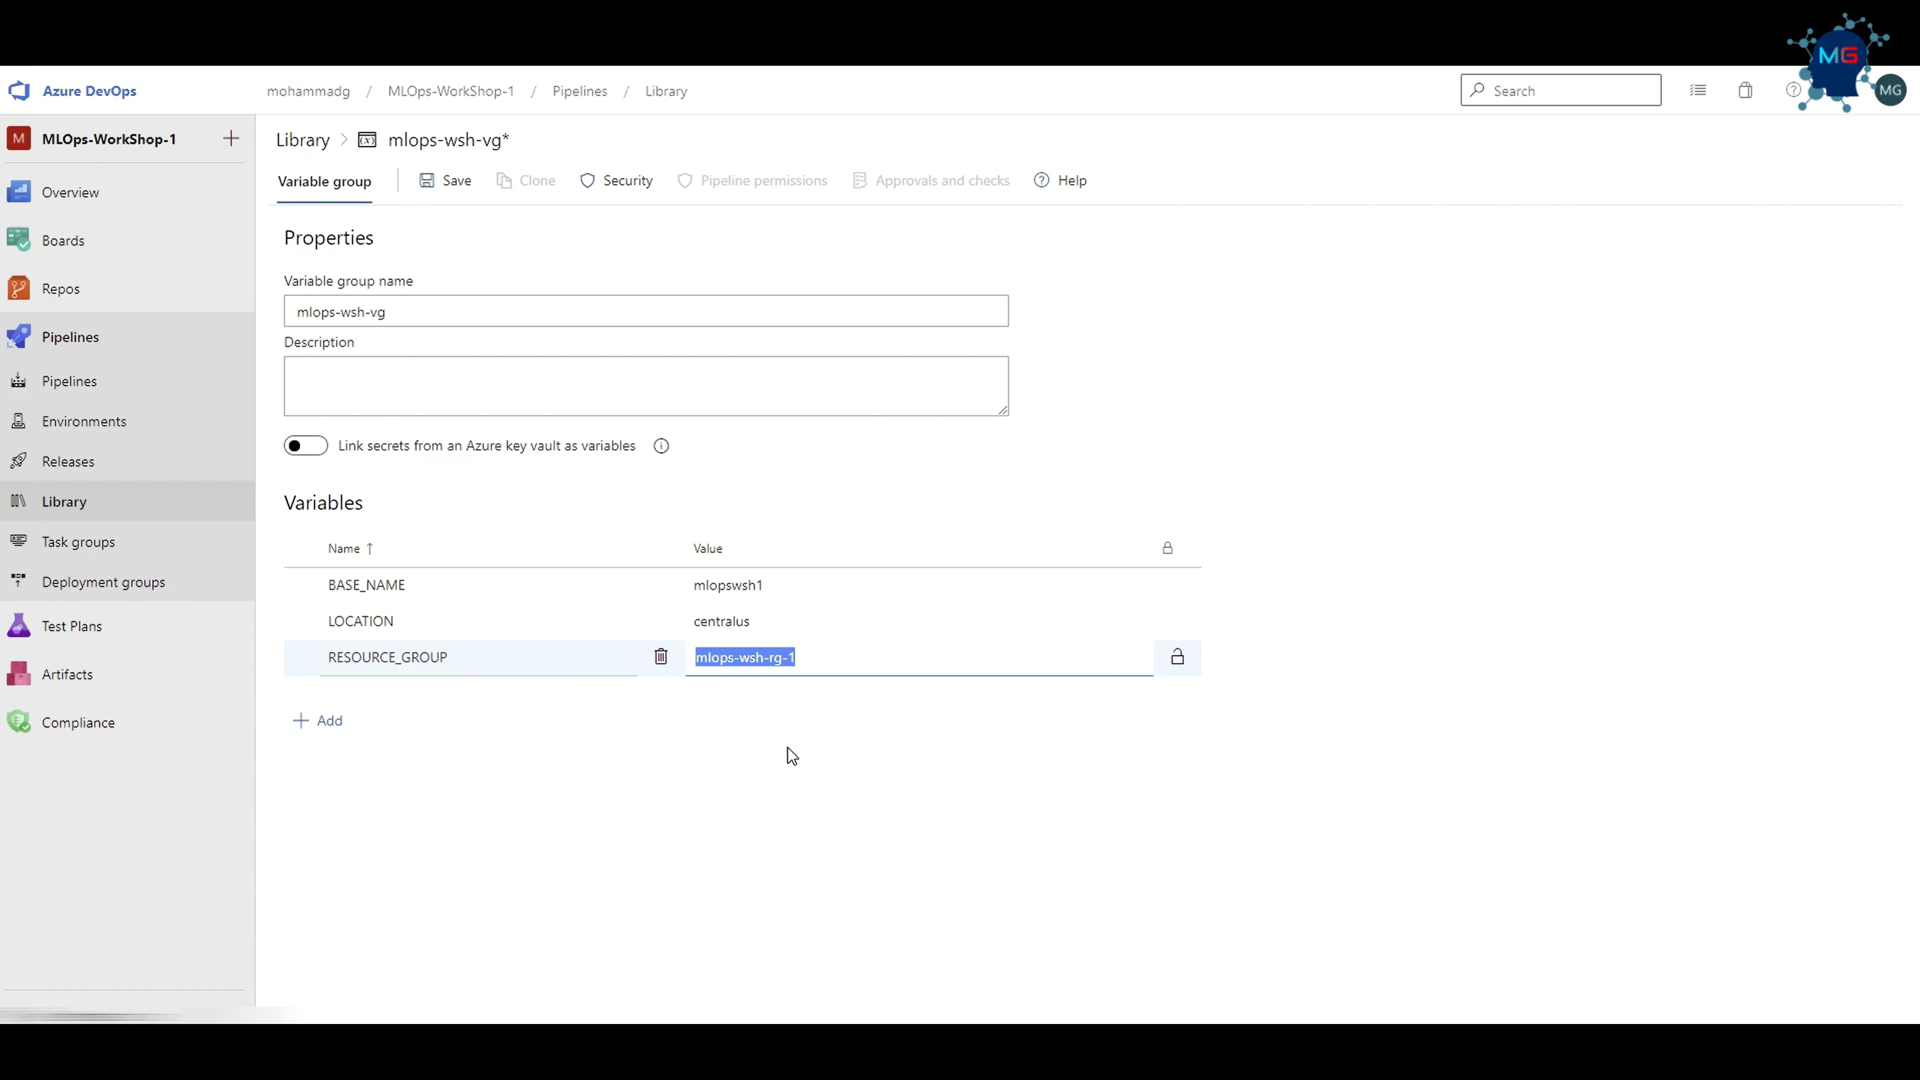 MG
Azure DevOps
mohammadg / MLOps-WorkShop-1 / Pipelines / Library
Search
MG
M MLOps-WorkShop-1
Library > mlops-wsh-vg*
Variable group
Save
Clone
Security
Pipeline permissions
Approvals and checks
Help
Overview
Boards
Repos
Pipelines
Pipelines
Environments
Releases
Library
Task groups
Deployment groups
Test Plans
Artifacts
Compliance
Properties
Variable group name
mlops-wsh-vg
Description
Link secrets from an Azure key vault as variables
Variables
Name ↑ Value
BASE_NAME mlopswsh1
LOCATION centralus
RESOURCE_GROUP mlops-wsh-rg-1
+ Add